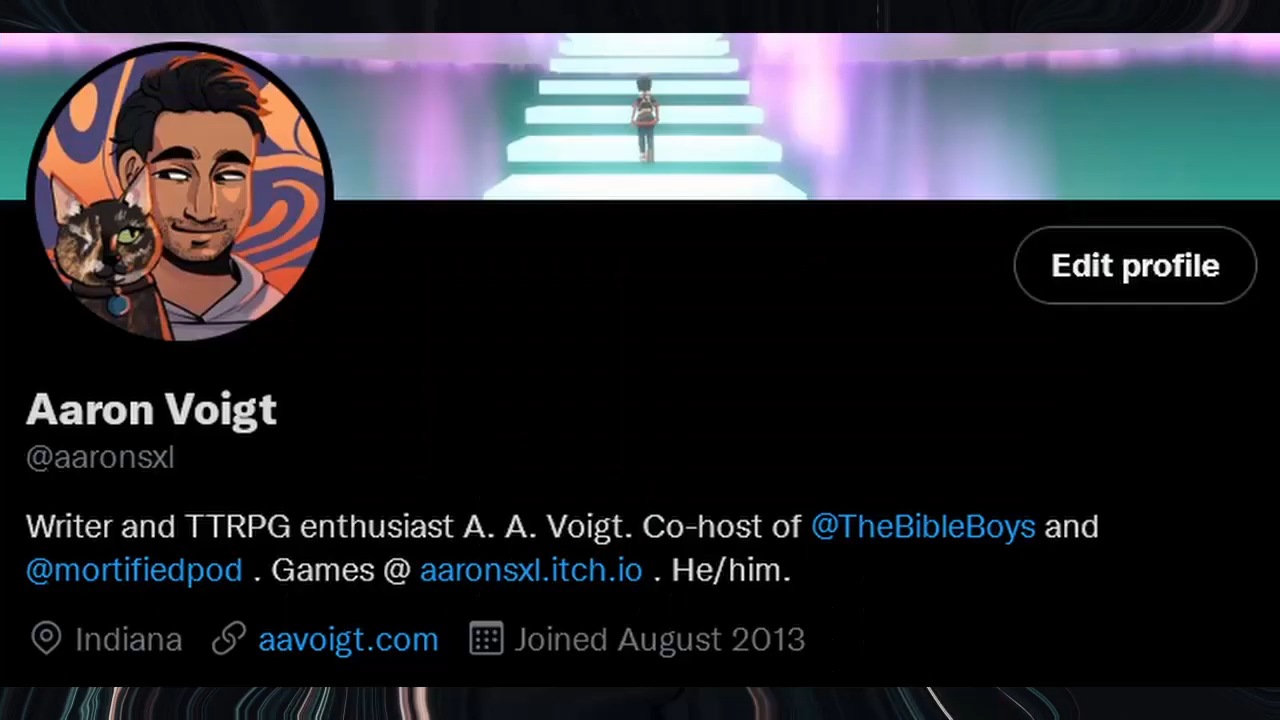 Edit profile
Aaron Voigt
@aaronsxl
Writer and TTRPG enthusiast A. A. Voigt. Co-host of @TheBibleBoys and
@mortifiedpod . Games @ aaronsxl.itch.io . He/him.
Indiana aavoigt.com Joined August 2013